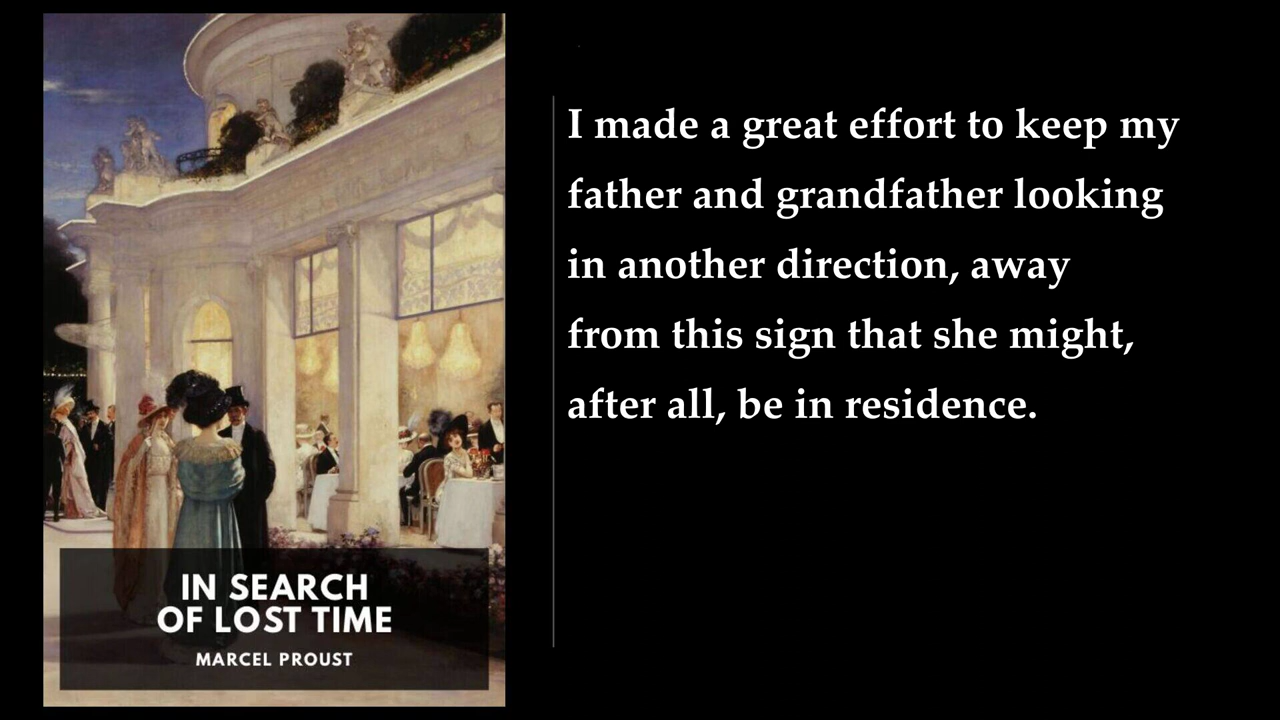 I made a great effort to keep my
father and grandfather looking
in another direction, away
from this sign that she might,
after all, be in residence.
IN SEARCH
OF LOST TIME
MARCEL PROUST